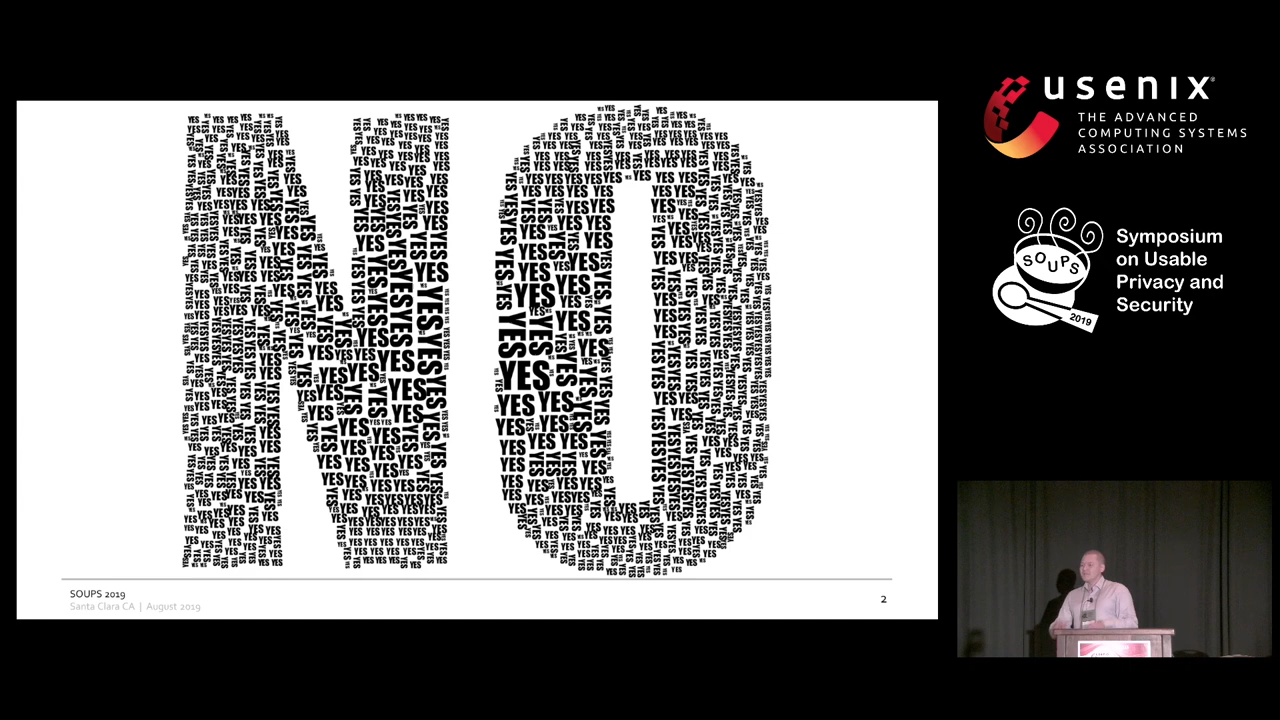 NO
YES
SOUPS 2019
Santa Clara CA | August 2019
2
usenix
THE ADVANCED
COMPUTING SYSTEMS
ASSOCIATION
SOUPS
2019
Symposium
on Usable
Privacy and
Security